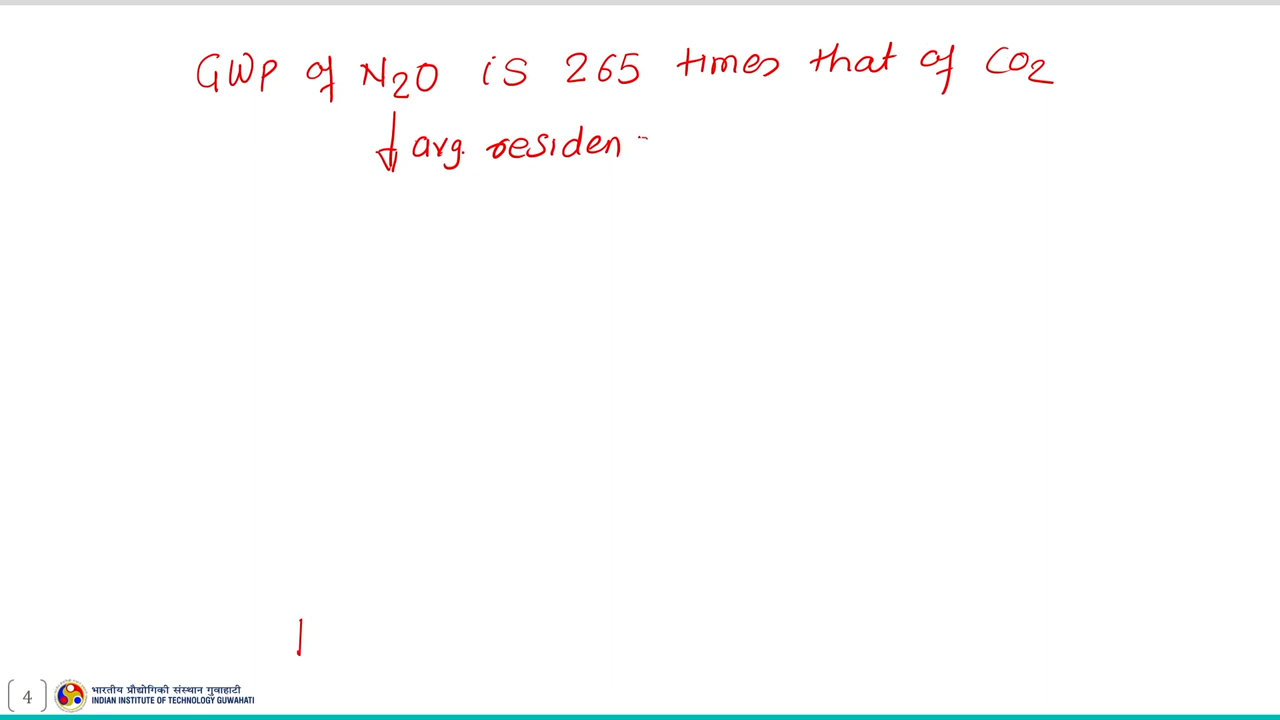 GWP of N2O is 265 times that of CO2
avg. residen
4
भारतीय प्रौद्योगिकी संस्थान गुवाहाटी
INDIAN INSTITUTE OF TECHNOLOGY GUWAHATI